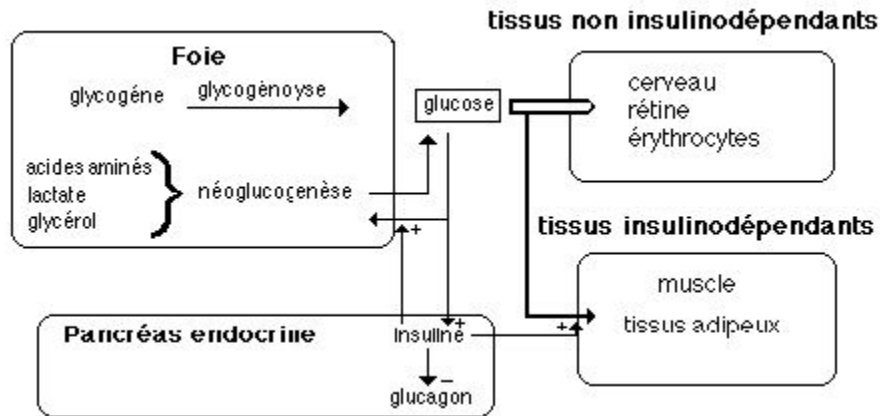 tissus non insulinodépendants
Foie
glycogéne glycogènoyse
glucose
cerveau
rétine
érythrocytes
acides aminés
lactate
glycérol
néoglucogenèse
+
tissus insulinodépendants
muscle
tissus adipeux
Pancréas endocrine
insuline
+
+
−
glucagon